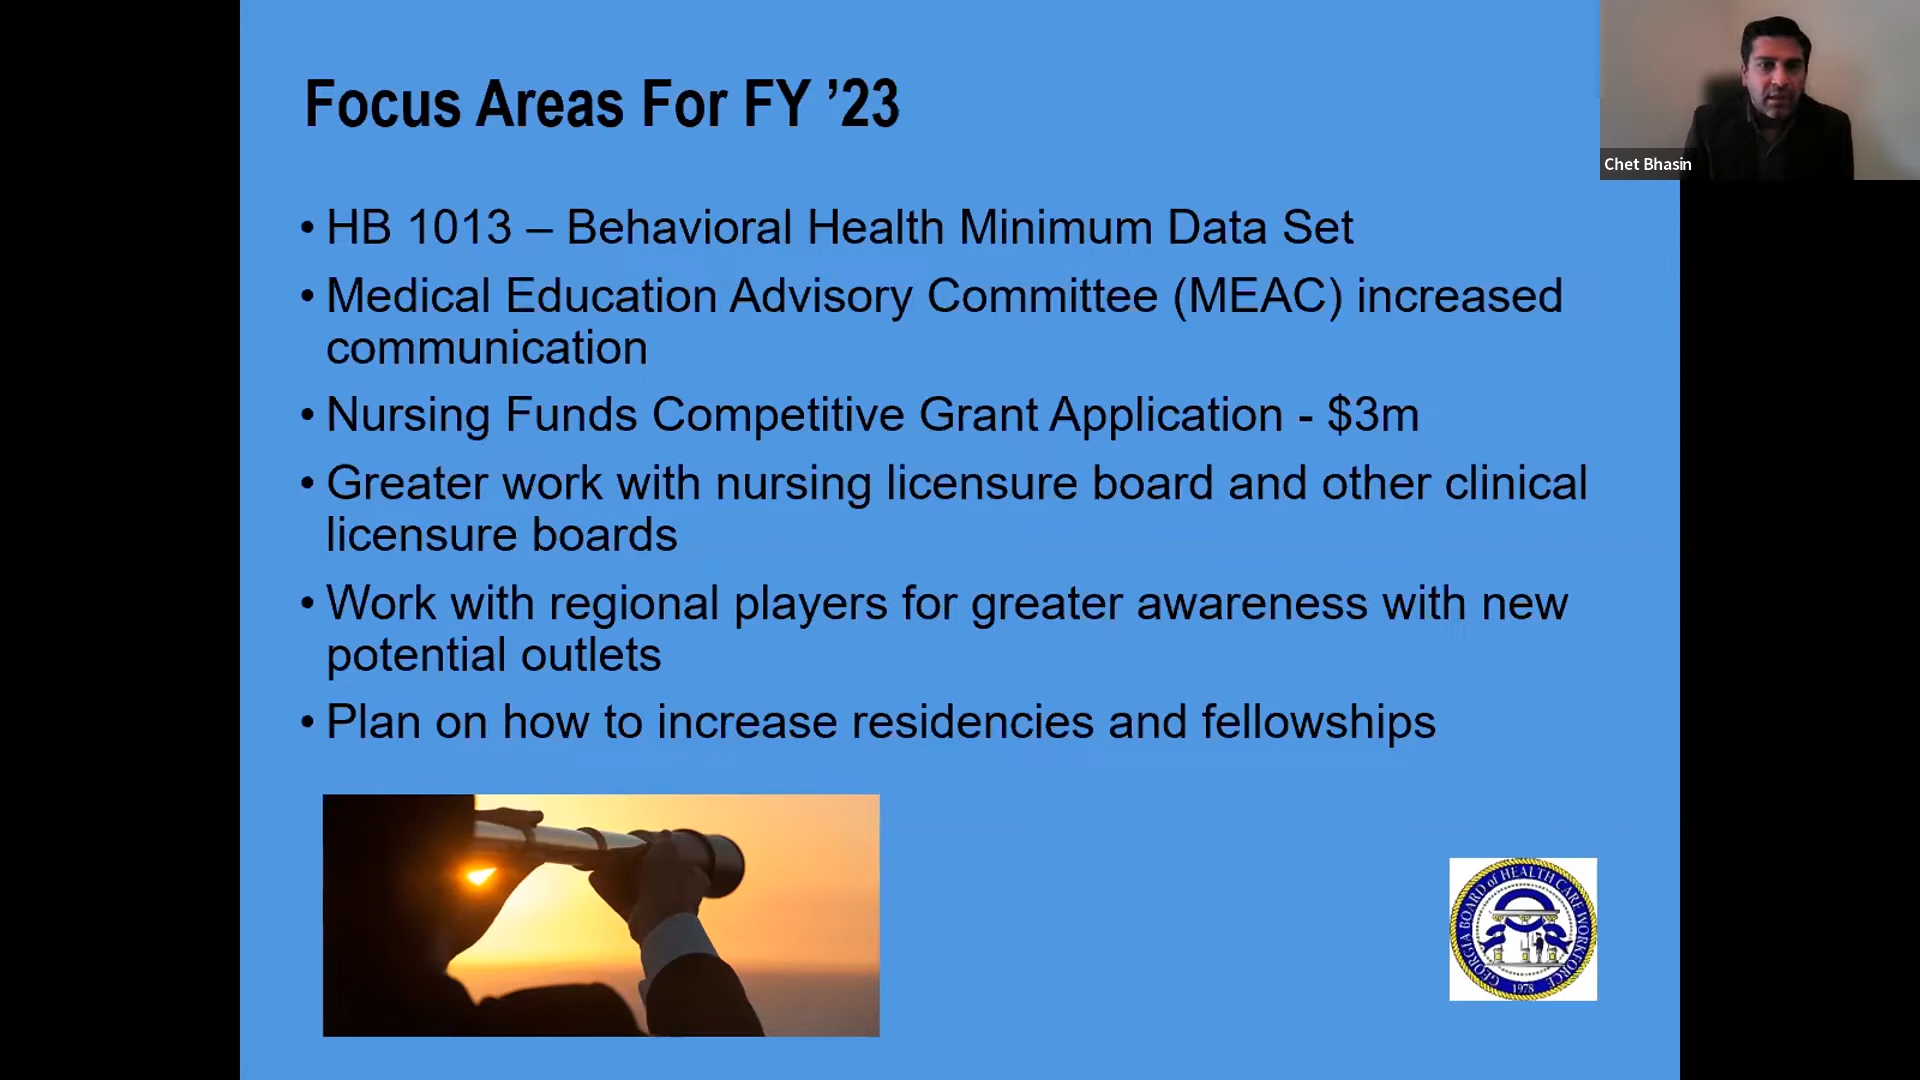 Focus Areas For FY ’23
Chet Bhasin
• HB 1013 – Behavioral Health Minimum Data Set
• Medical Education Advisory Committee (MEAC) increased
communication
• Nursing Funds Competitive Grant Application - $3m
• Greater work with nursing licensure board and other clinical
licensure boards
• Work with regional players for greater awareness with new
potential outlets
• Plan on how to increase residencies and fellowships
GEORGIA BOARD of HEALTH CARE WORKFORCE
1978